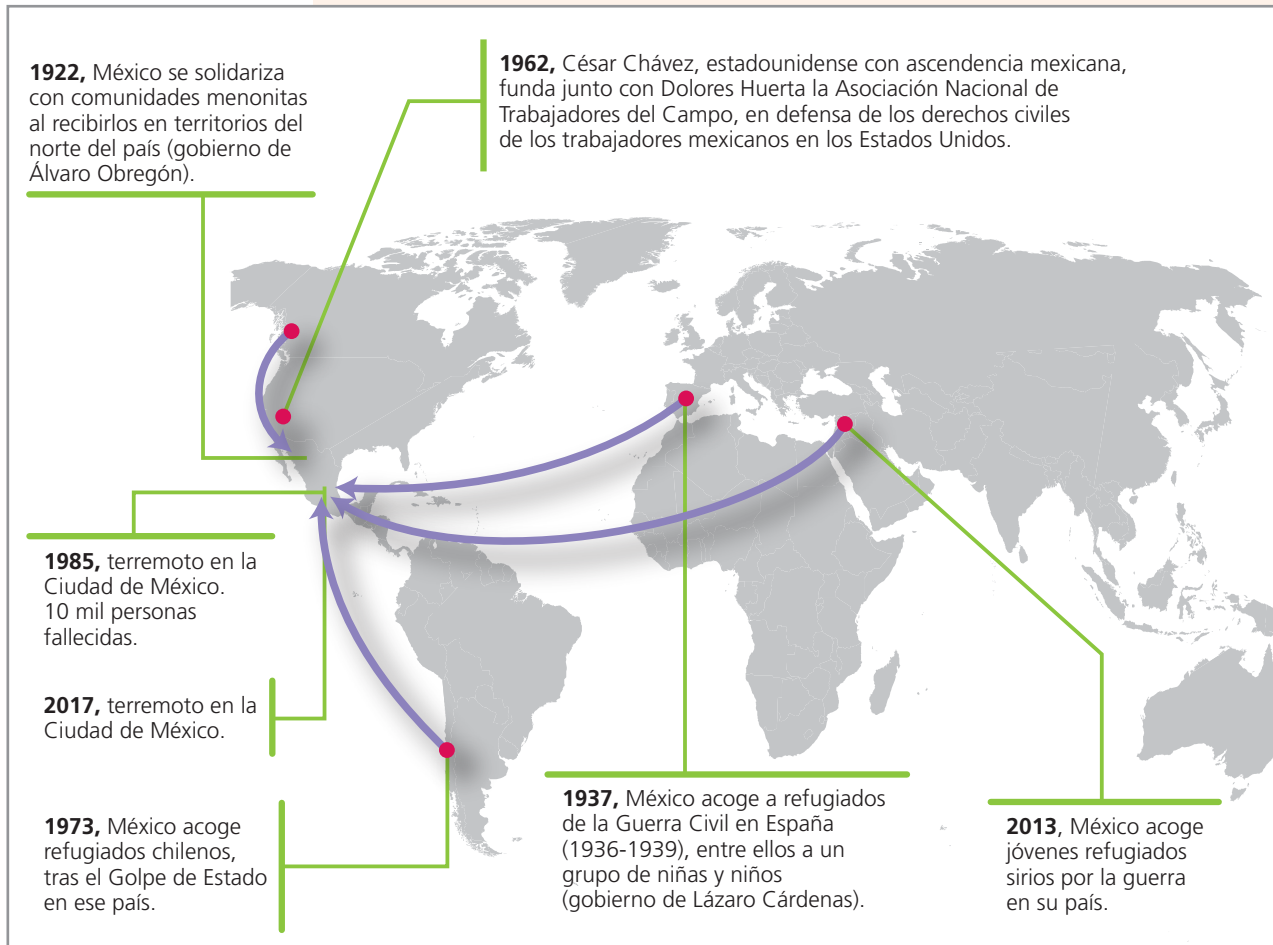 1922, México se solidariza
con comunidades menonitas
al recibirlos en territorios del
norte del país (gobierno de
Álvaro Obregón).
1962, César Chávez, estadounidense con ascendencia mexicana,
funda junto con Dolores Huerta la Asociación Nacional de
Trabajadores del Campo, en defensa de los derechos civiles
de los trabajadores mexicanos en los Estados Unidos.
1985, terremoto en la
Ciudad de México.
10 mil personas
fallecidas.
2017, terremoto en la
Ciudad de México.
1973, México acoge
refugiados chilenos,
tras el Golpe de Estado
en ese país.
1937, México acoge a refugiados
de la Guerra Civil en España
(1936-1939), entre ellos a un
grupo de niñas y niños
(gobierno de Lázaro Cárdenas).
2013, México acoge
jóvenes refugiados
sirios por la guerra
en su país.